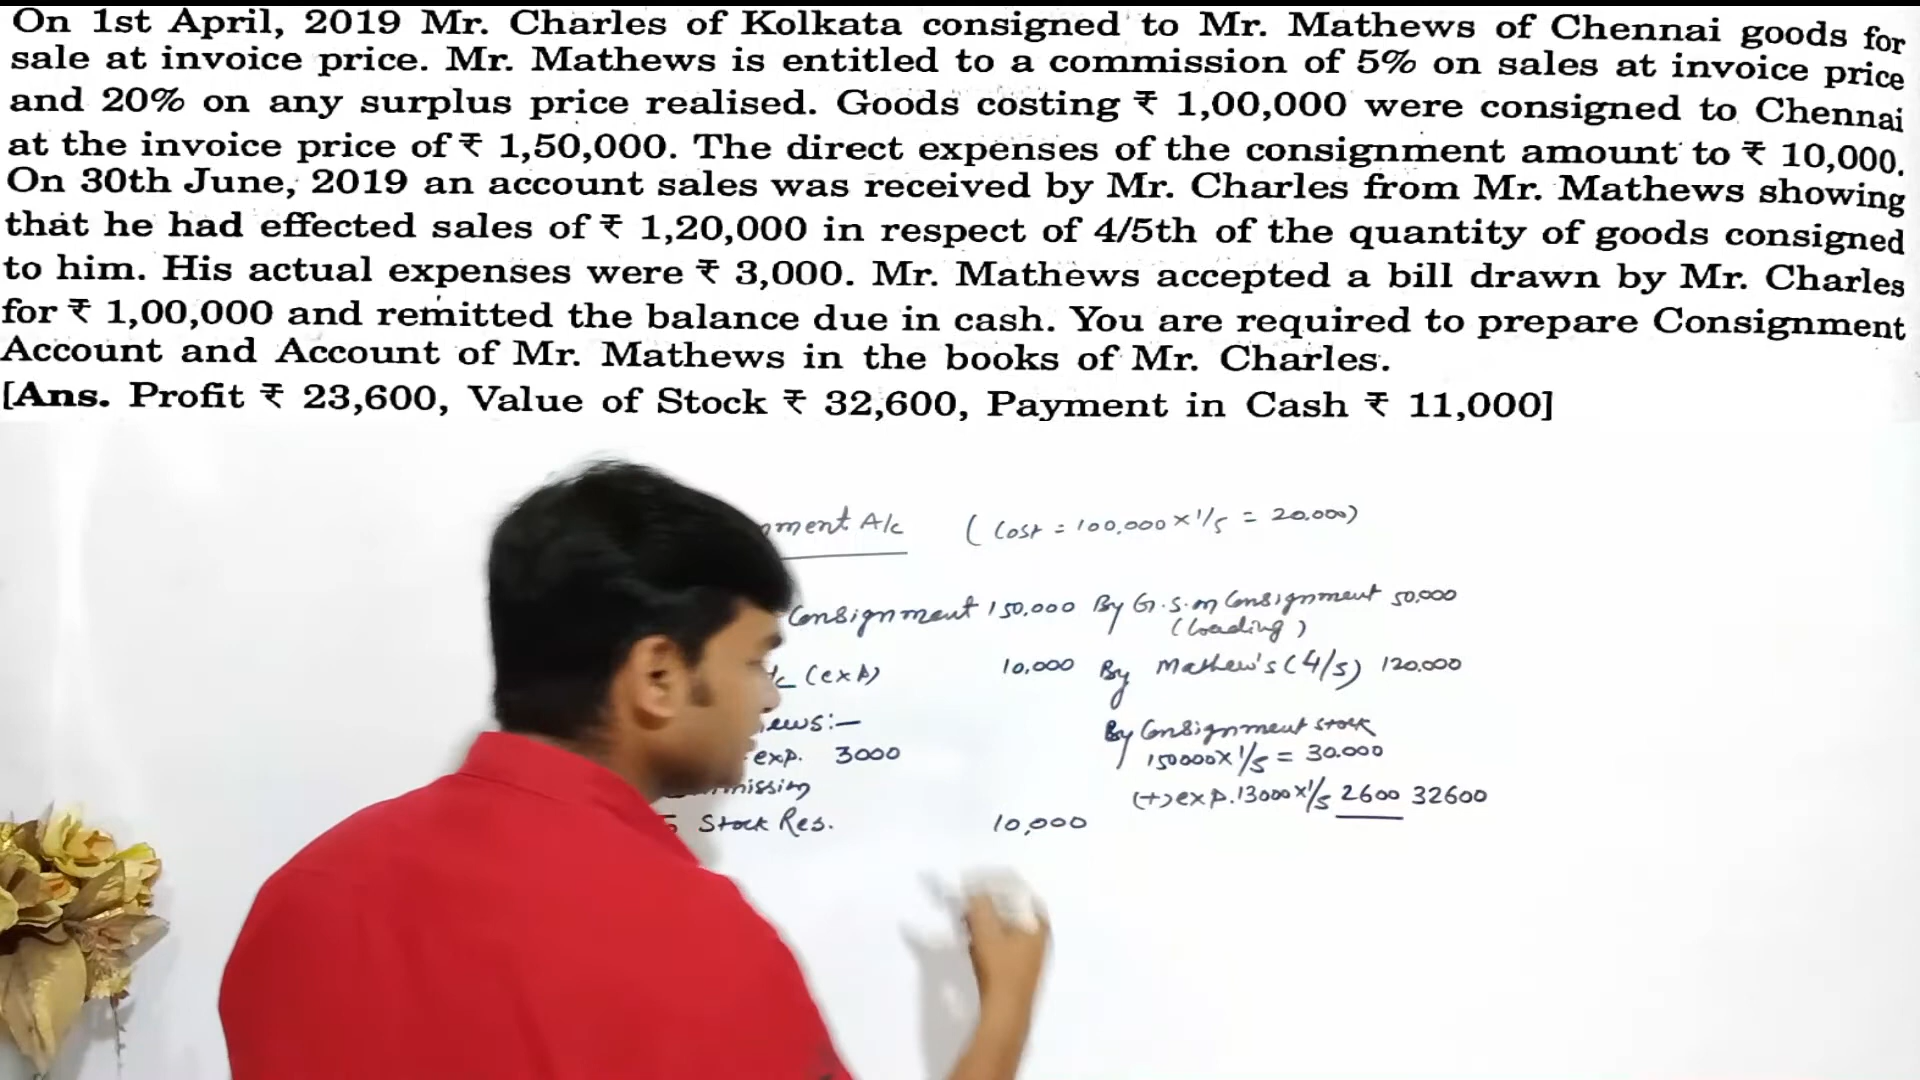 On 1st April, 2019 Mr. Charles of Kolkata consigned to Mr. Mathews of Chennai goods for
sale at invoice price. Mr. Mathews is entitled to a commission of 5% on sales at invoice price
and 20% on any surplus price realised. Goods costing ₹ 1,00,000 were consigned to Chennai
at the invoice price of ₹ 1,50,000. The direct expenses of the consignment amount to ₹ 10,000.
On 30th June, 2019 an account sales was received by Mr. Charles from Mr. Mathews showing
that he had effected sales of ₹ 1,20,000 in respect of 4/5th of the quantity of goods consigned
to him. His actual expenses were ₹ 3,000. Mr. Mathews accepted a bill drawn by Mr. Charles
for ₹ 1,00,000 and remitted the balance due in cash. You are required to prepare Consignment
Account and Account of Mr. Mathews in the books of Mr. Charles.
[Ans. Profit ₹ 23,600, Value of Stock ₹ 32,600, Payment in Cash ₹ 11,000]
nment A/c (Cost = 100,000 × 1/5 = 20,000)
Consignment 150,000 By G.S.on Consignment 50,000
(Loading)
(exp) 10,000 By Mathew's (4/5) 120,000
ews:—
By Consignment stock
exp. 3000
150000 × 1/5 = 30,000
mission
(+) exp. 13000 × 1/5 2600 32600
Stock Res. 10,000